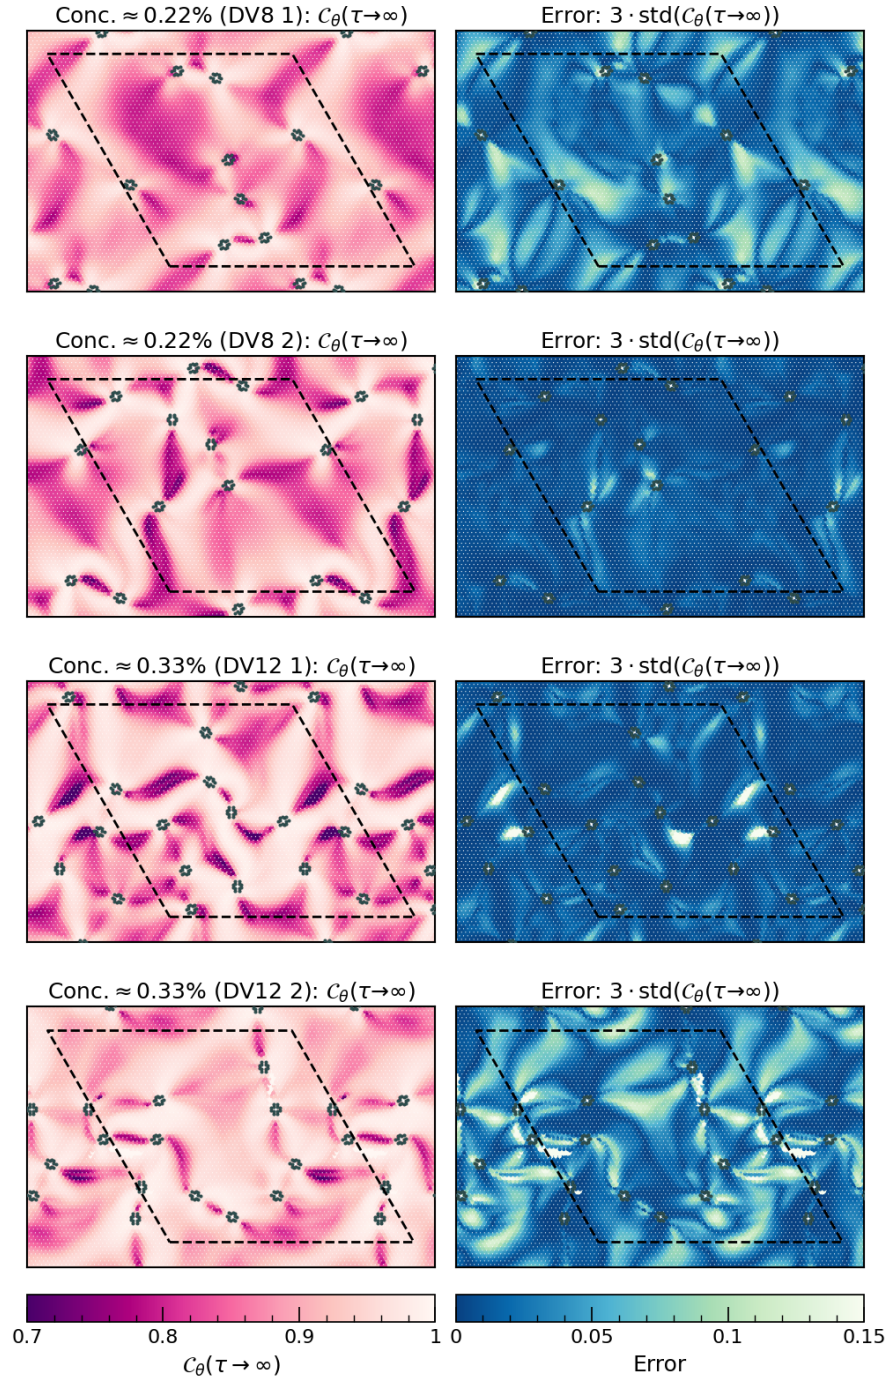 Conc. ≈ 0.22% (DV8 1): 𝒞θ(τ→∞)
Error: 3 · std(𝒞θ(τ→∞))
Conc. ≈ 0.22% (DV8 2): 𝒞θ(τ→∞)
Error: 3 · std(𝒞θ(τ→∞))
Conc. ≈ 0.33% (DV12 1): 𝒞θ(τ→∞)
Error: 3 · std(𝒞θ(τ→∞))
Conc. ≈ 0.33% (DV12 2): 𝒞θ(τ→∞)
Error: 3 · std(𝒞θ(τ→∞))
0.7 0.8 0.9 1
𝒞θ(τ → ∞)
0 0.05 0.1 0.15
Error